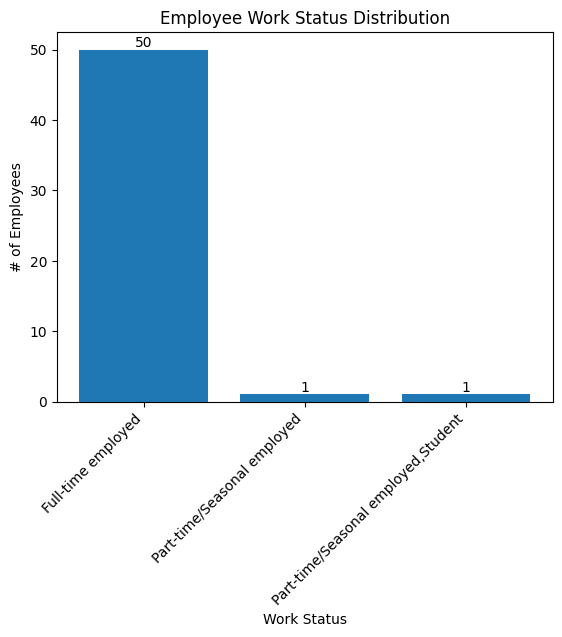 Employee Work Status Distribution
50
1
1
50
40
30
20
10
0
# of Employees
Full-time employed
Part-time/Seasonal employed
Part-time/Seasonal employed,Student
Work Status